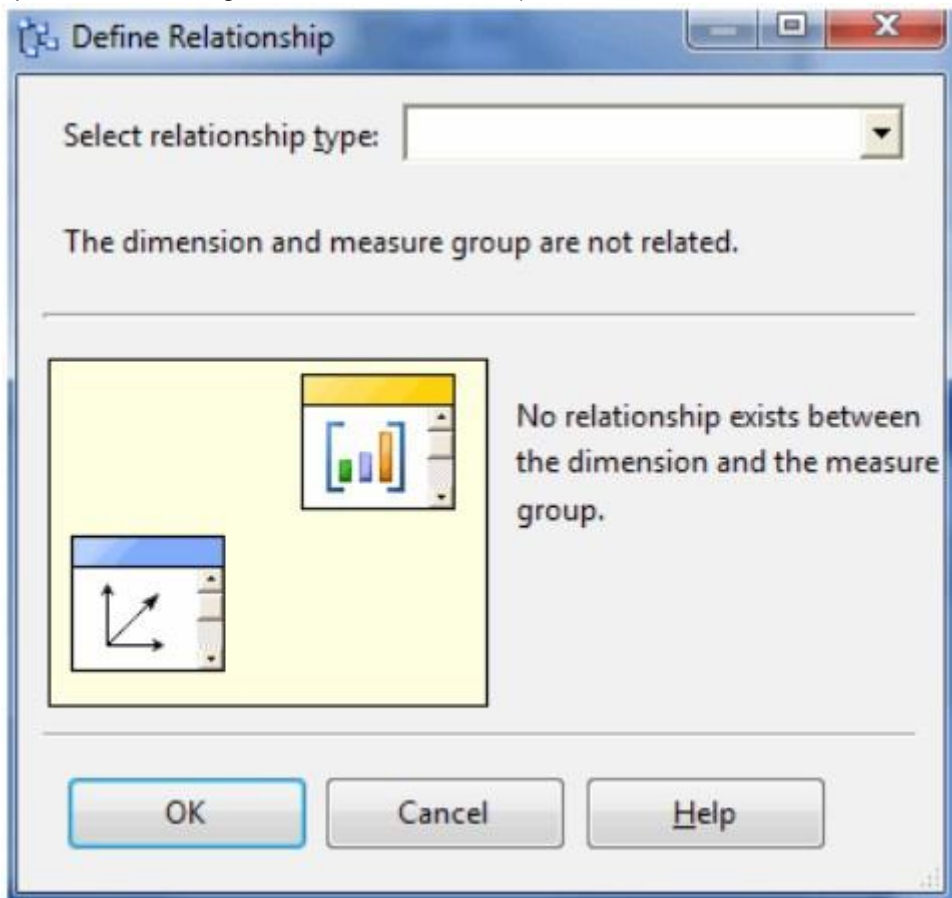 Define Relationship
Select relationship type:
The dimension and measure group are not related.
No relationship exists between
the dimension and the measure
group.
OK Cancel Help